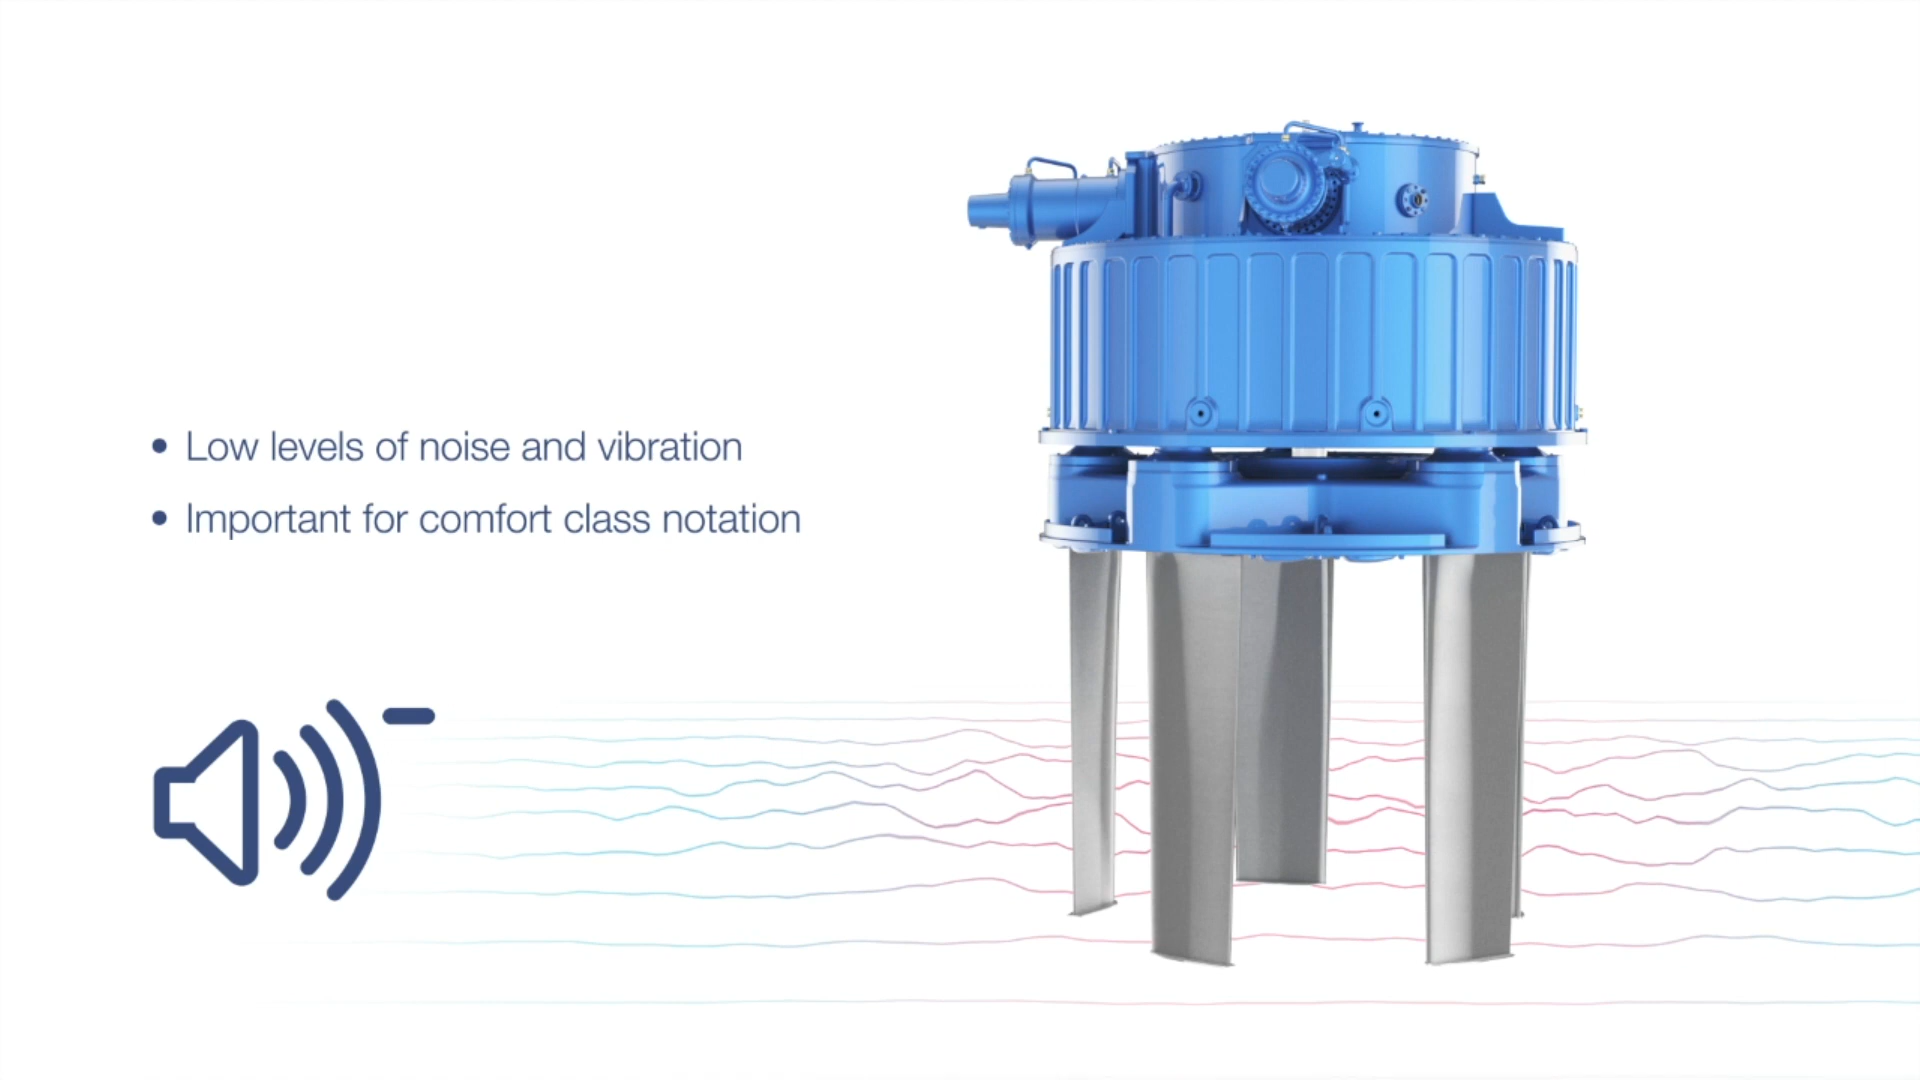 • Low levels of noise and vibration
• Important for comfort class notation